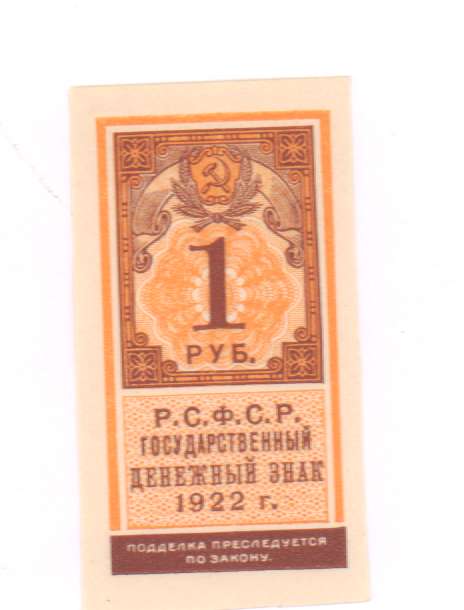 1
РУБ.
Р.С.Ф.С.Р.
ГОСУДАРСТВЕННЫЙ
ДЕНЕЖНЫЙ ЗНАК
1922 г.
ПОДДЕЛКА ПРЕСЛЕДУЕТСЯ
ПО ЗАКОНУ.